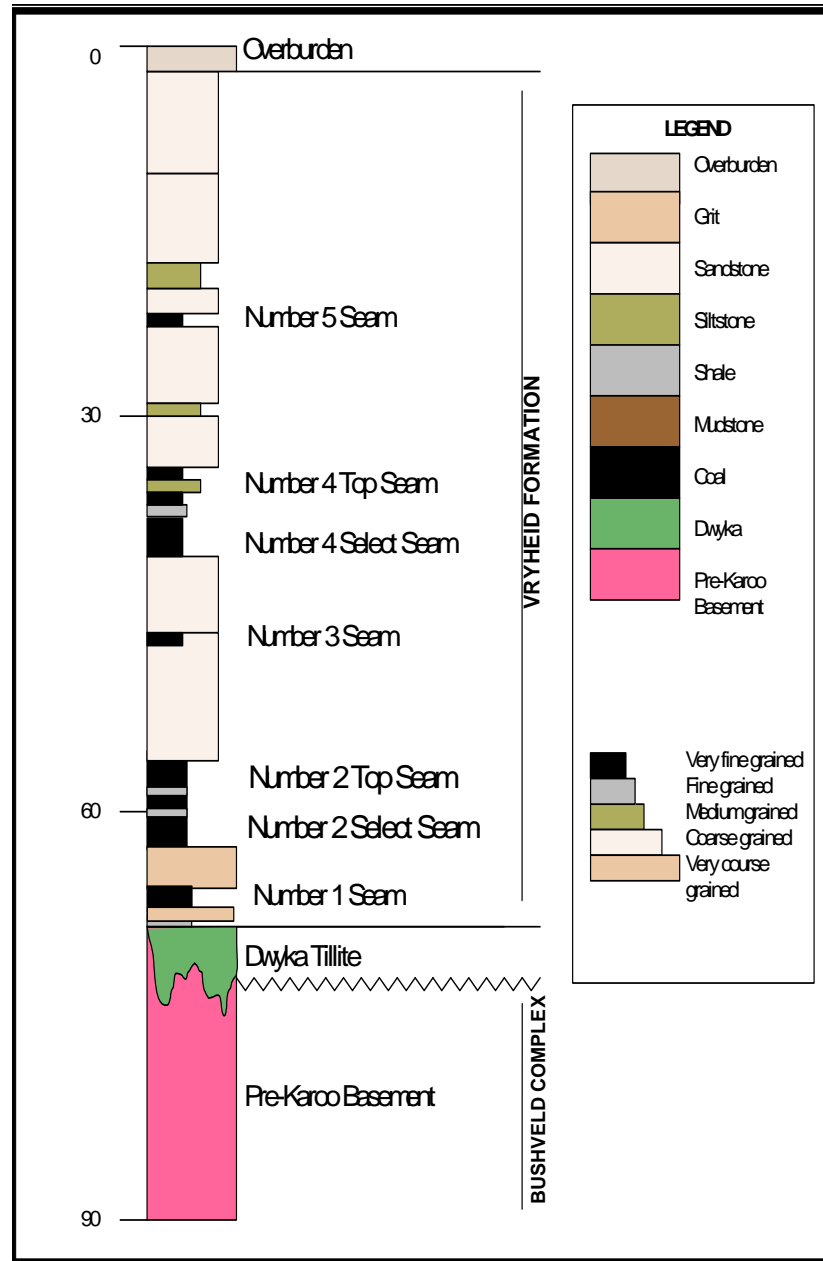 0
Overburden
Number 5 Seam
30
Number 4 Top Seam
Number 4 Select Seam
Number 3 Seam
Number 2 Top Seam
60
Number 2 Select Seam
Number 1 Seam
Dwyka Tillite
Pre-Karoo Basement
90
VRYHEID FORMATION
BUSHVELD COMPLEX
LEGEND
Overburden
Grit
Sandstone
Siltstone
Shale
Mudstone
Coal
Dwyka
Pre-Karoo
Basement
Very fine grained
Fine grained
Medium grained
Coarse grained
Very course
grained